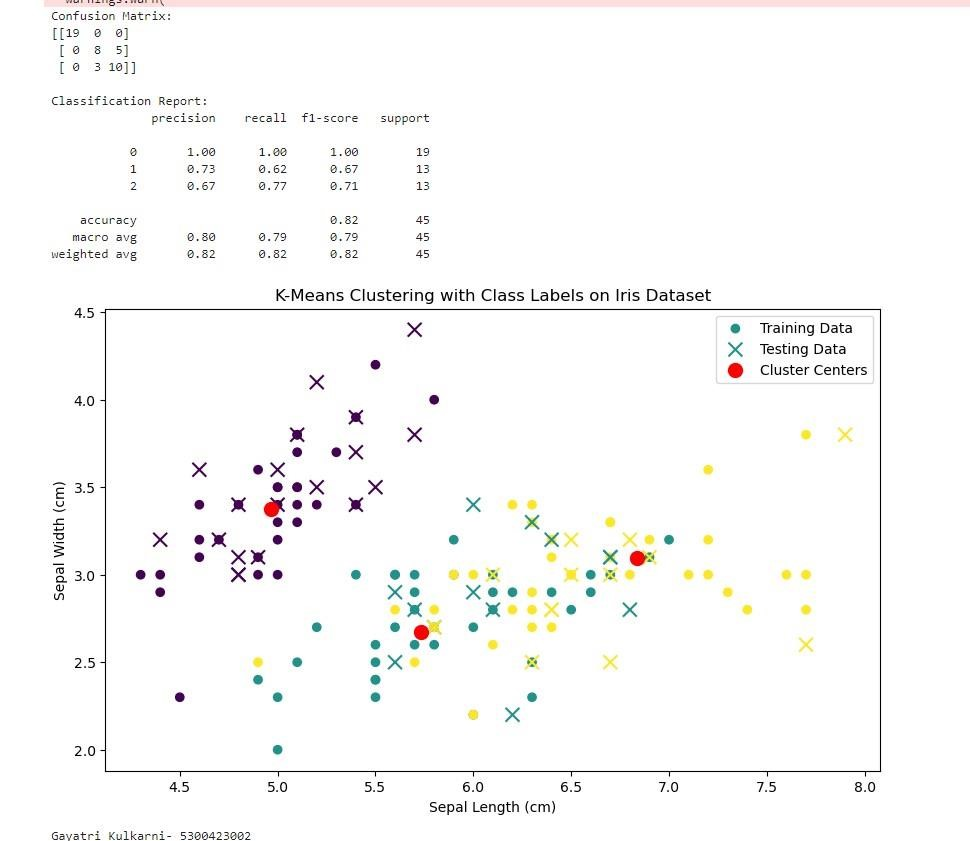 warnings.warn(
Confusion Matrix:
[[19  0  0]
 [ 0  8  5]
 [ 0  3 10]]
Classification Report:
precision    recall  f1-score   support
0       1.00      1.00      1.00        19
1       0.73      0.62      0.67        13
2       0.67      0.77      0.71        13
accuracy                           0.82        45
macro avg       0.80      0.79      0.79        45
weighted avg       0.82      0.82      0.82        45
K-Means Clustering with Class Labels on Iris Dataset
Training Data
Testing Data
Cluster Centers
4.5
4.0
3.5
3.0
2.5
2.0
Sepal Width (cm)
4.5 5.0 5.5 6.0 6.5 7.0 7.5 8.0
Sepal Length (cm)
Gayatri Kulkarni- 5300423002